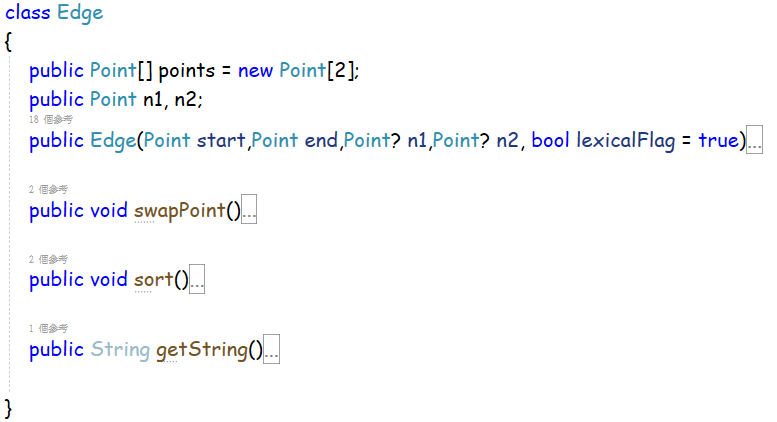 class Edge
{
public Point[] points = new Point[2];
public Point n1, n2;
18 個參考
public Edge(Point start,Point end,Point? n1,Point? n2, bool lexicalFlag = true)...
2 個參考
public void swapPoint()...
2 個參考
public void sort()...
1 個參考
public String getString()...
}